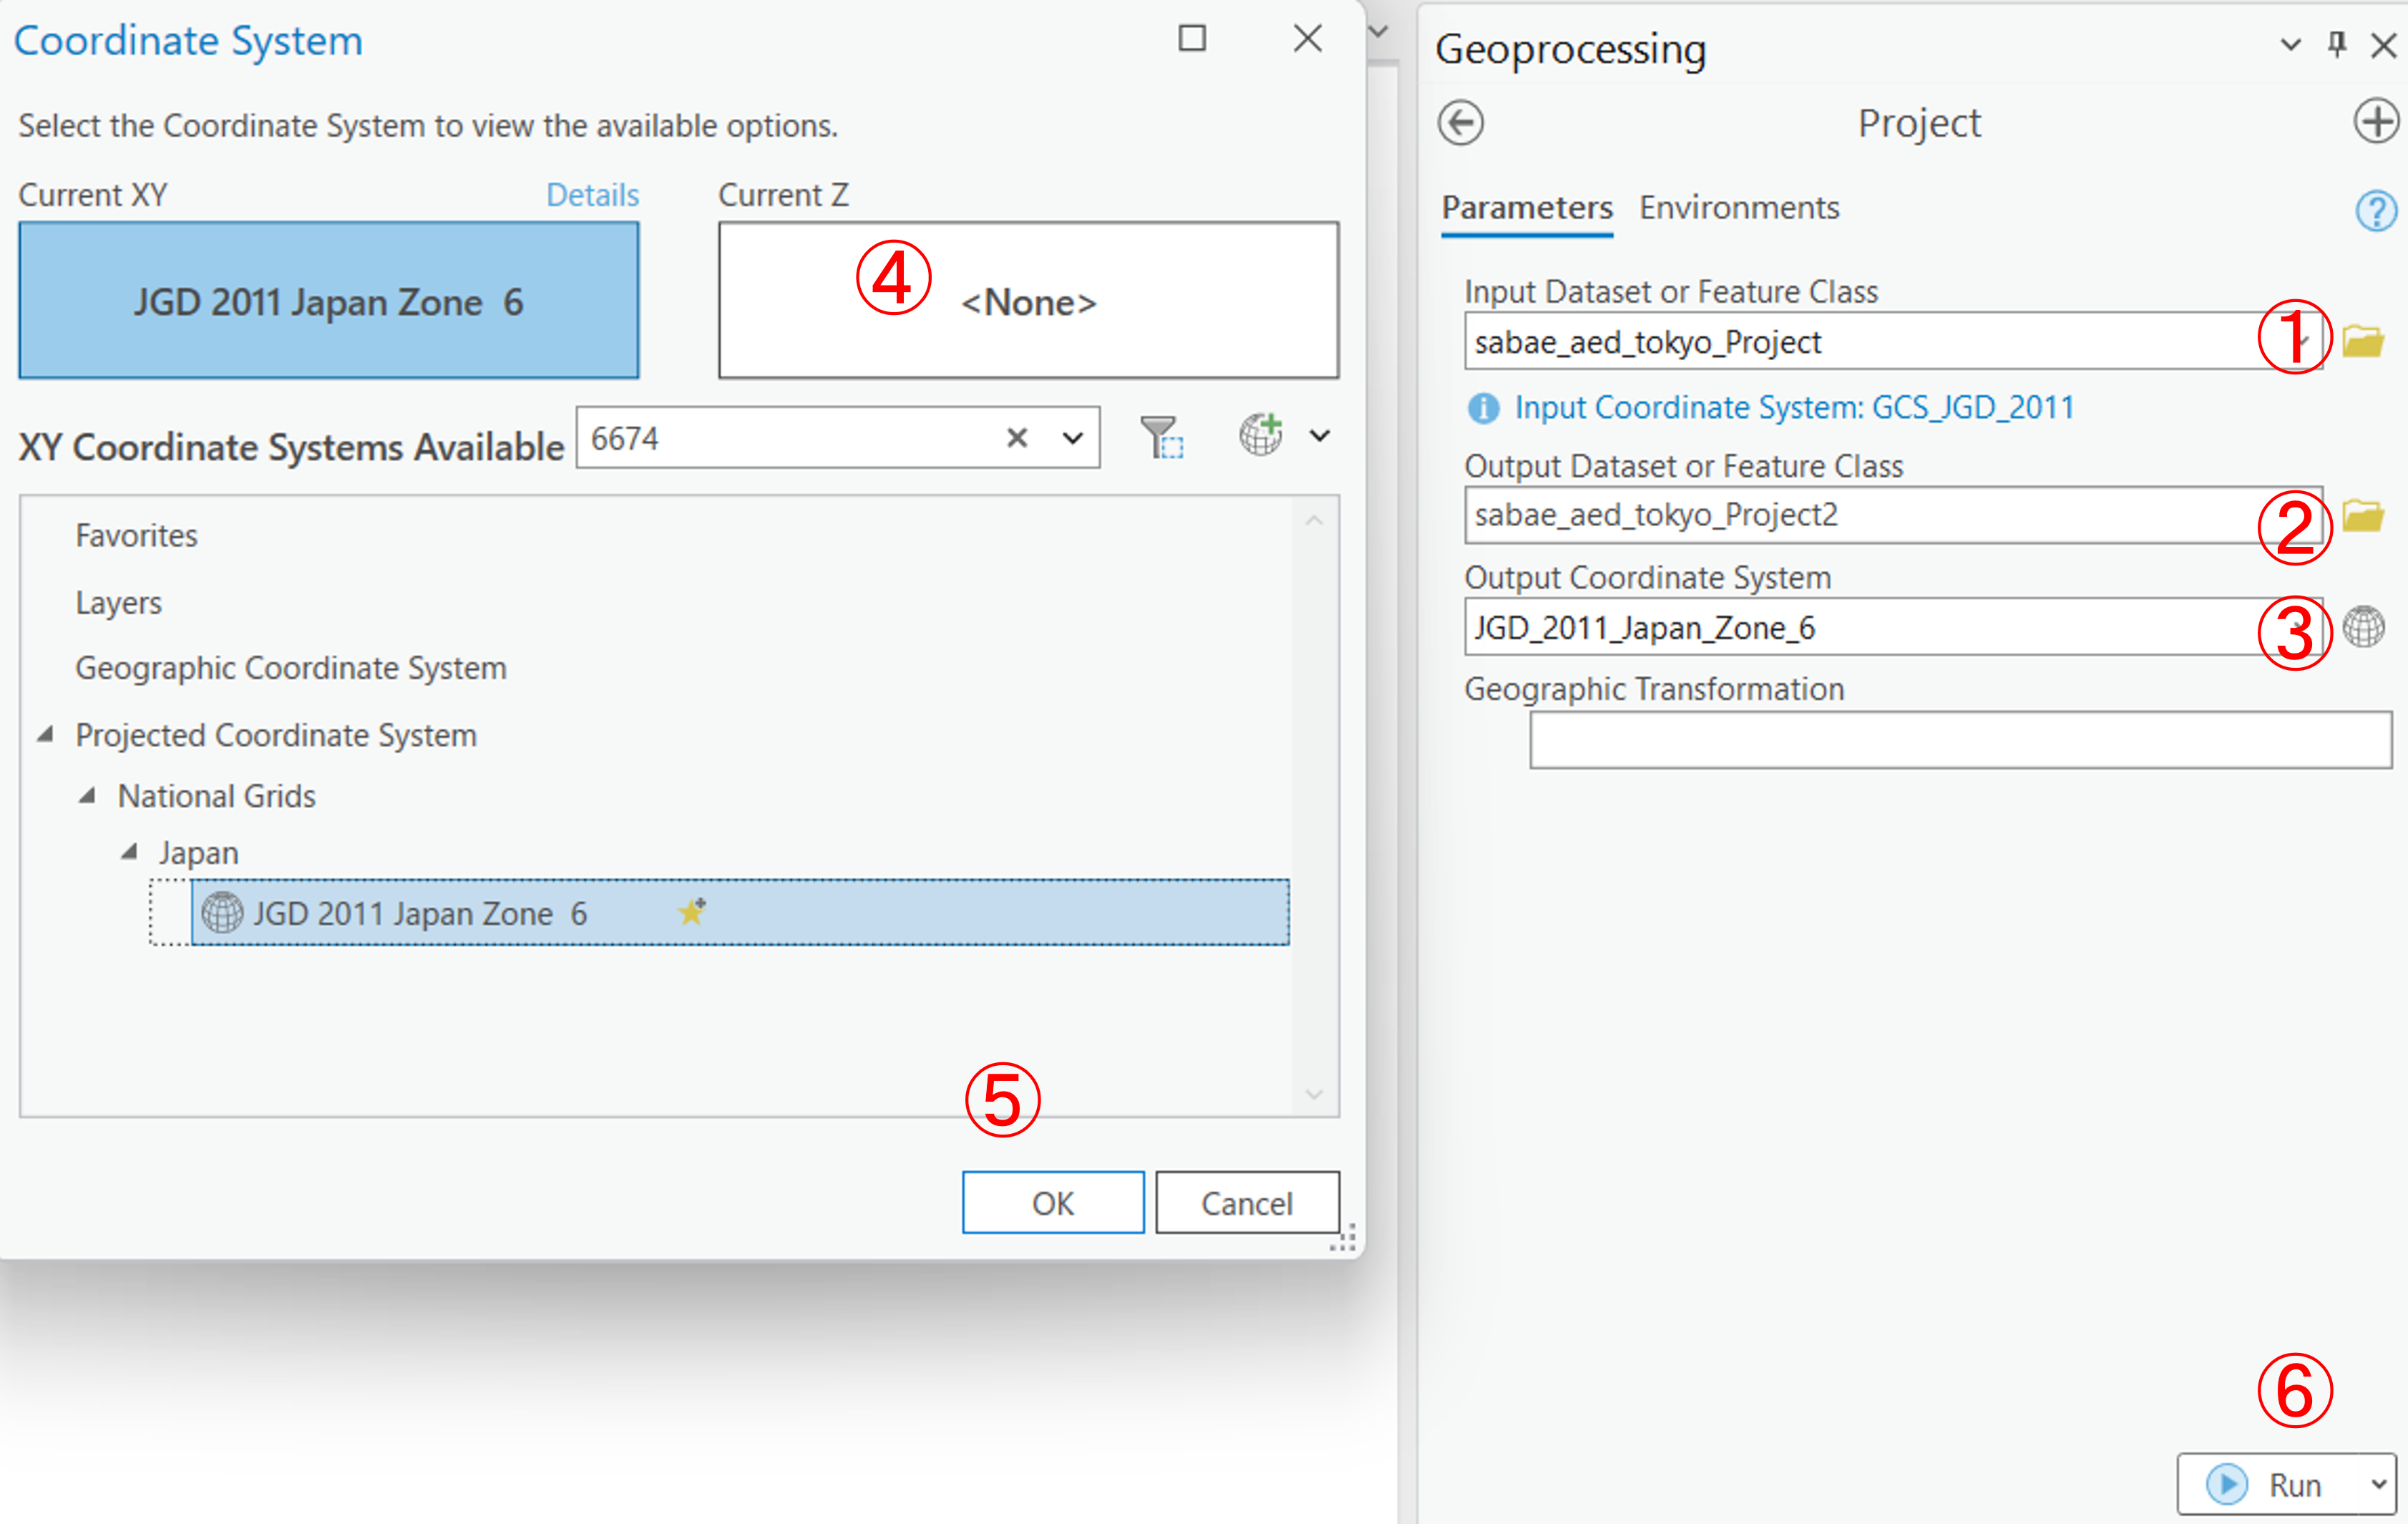 Coordinate System
Select the Coordinate System to view the available options.
Current XY Details
JGD 2011 Japan Zone 6
Current Z
④ <None>
XY Coordinate Systems Available 6674
Favorites
Layers
Geographic Coordinate System
Projected Coordinate System
National Grids
Japan
JGD 2011 Japan Zone 6
⑤
OK Cancel
Geoprocessing
Project
Parameters Environments
Input Dataset or Feature Class
sabae_aed_tokyo_Project ①
Input Coordinate System: GCS_JGD_2011
Output Dataset or Feature Class
sabae_aed_tokyo_Project2 ②
Output Coordinate System
JGD_2011_Japan_Zone_6 ③
Geographic Transformation
⑥
Run